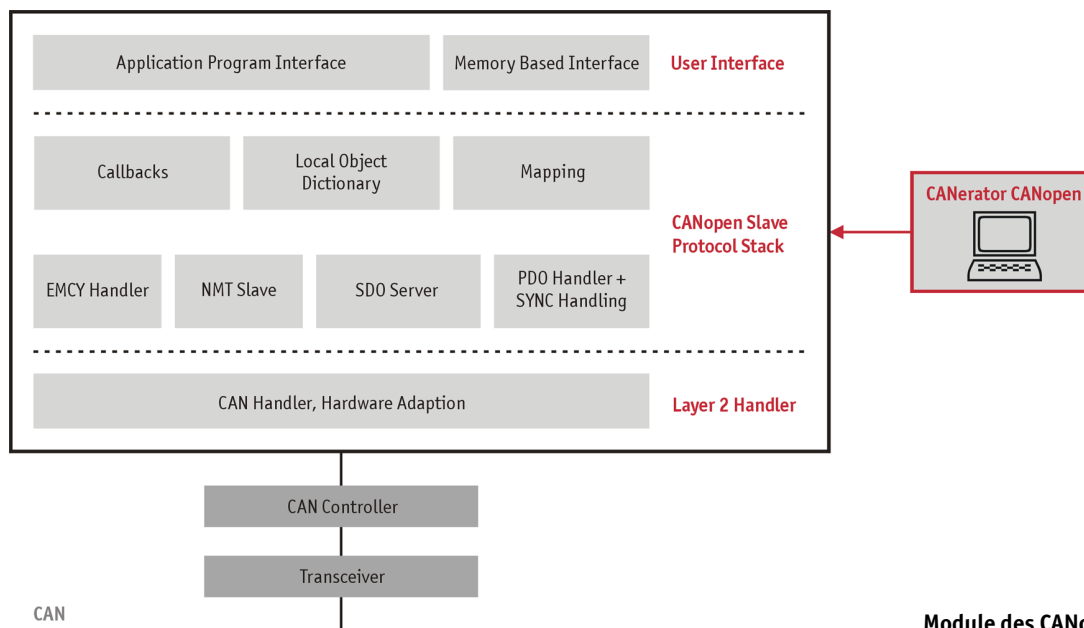 Application Program Interface
Memory Based Interface
User Interface
Callbacks
Local Object
Dictionary
Mapping
CANopen Slave
Protocol Stack
CANerator CANopen
EMCY Handler
NMT Slave
SDO Server
PDO Handler +
SYNC Handling
CAN Handler, Hardware Adaption
Layer 2 Handler
CAN Controller
Transceiver
CAN
Module des